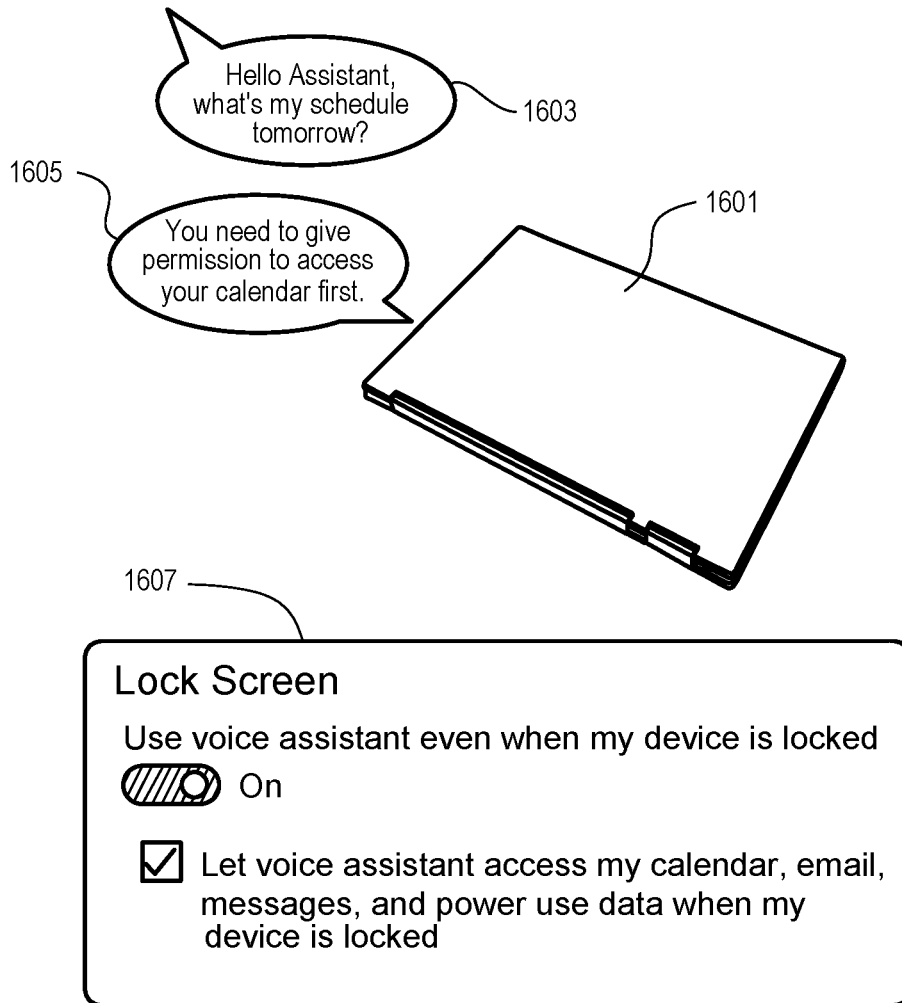 Hello Assistant,
what's my schedule
tomorrow?
1603
1605
You need to give
permission to access
your calendar first.
1601
1607
Lock Screen
Use voice assistant even when my device is locked
On
Let voice assistant access my calendar, email,
messages, and power use data when my
device is locked